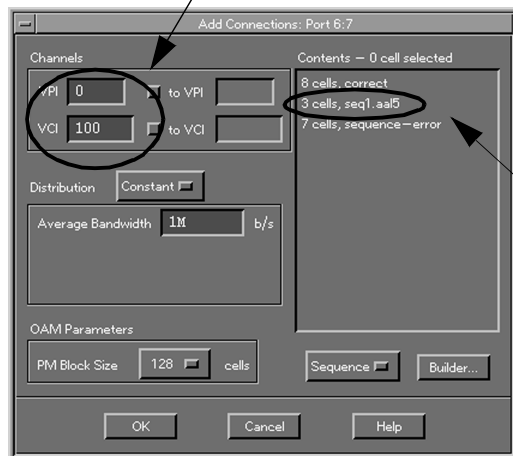 Add Connections: Port 6:7
Channels
VPI 0 to VPI
VCI 100 to VCI
Distribution Constant
Average Bandwidth 1M b/s
OAM Parameters
PM Block Size 128 cells
Contents — 0 cell selected
8 cells, correct
3 cells, seq1.aal5
7 cells, sequence-error
Sequence Builder...
OK Cancel Help